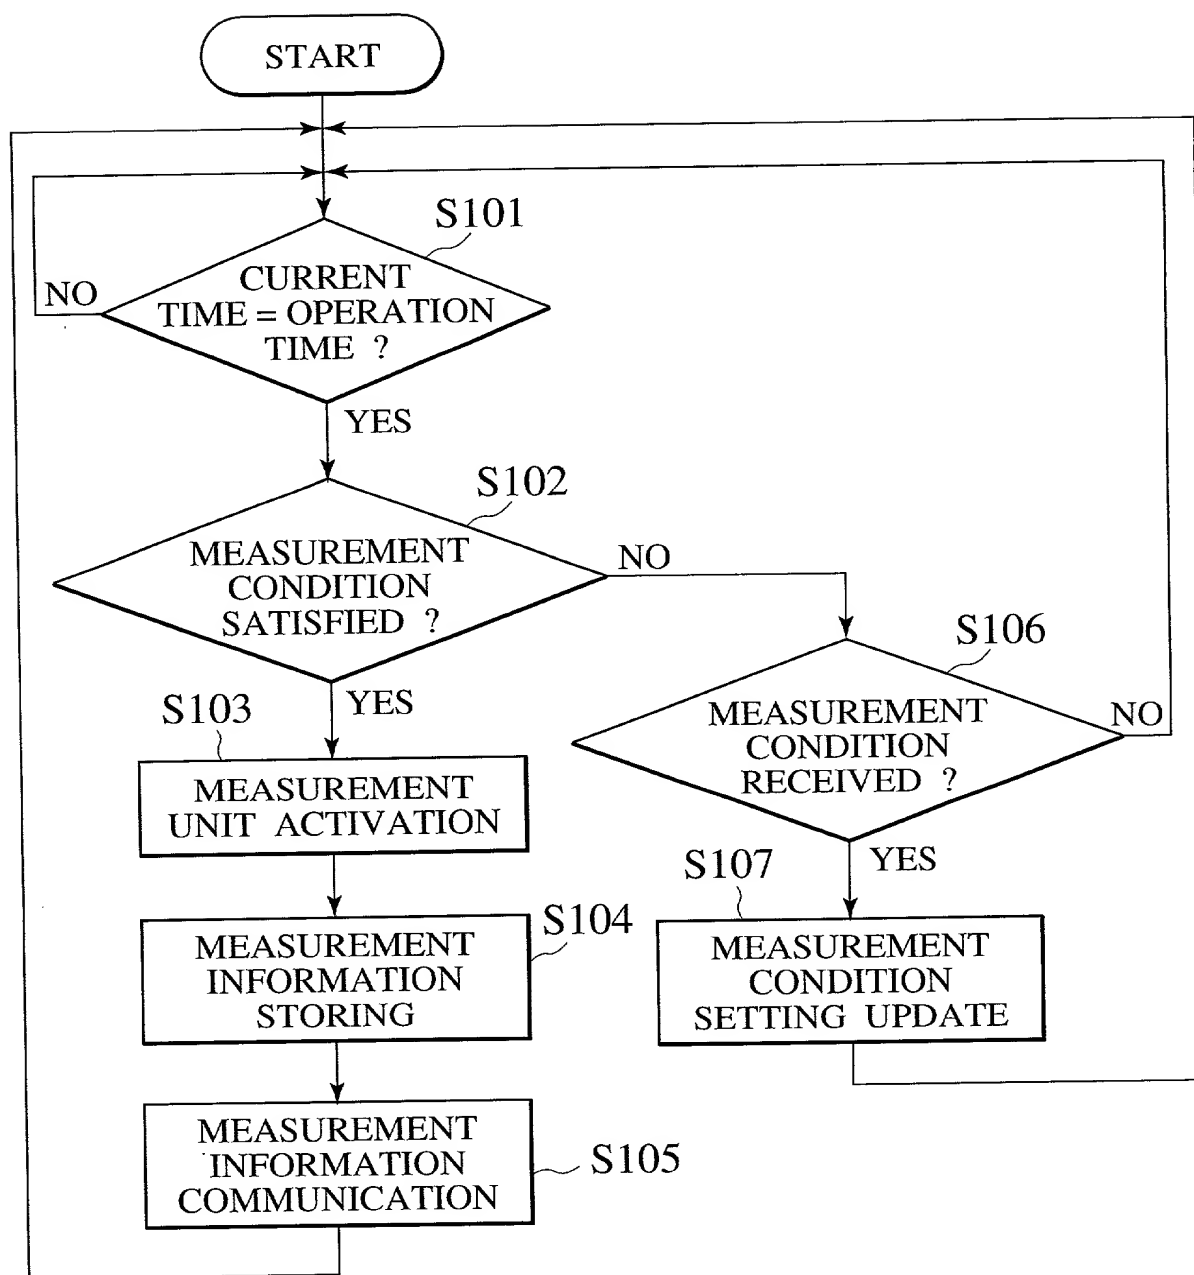 START
S101
CURRENT
TIME = OPERATION
TIME ?
NO
YES
S102
MEASUREMENT
CONDITION
SATISFIED ?
NO
YES
S106
MEASUREMENT
CONDITION
RECEIVED ?
NO
YES
S103
MEASUREMENT
UNIT ACTIVATION
S107
MEASUREMENT
CONDITION
SETTING UPDATE
S104
MEASUREMENT
INFORMATION
STORING
MEASUREMENT
INFORMATION
COMMUNICATION
S105